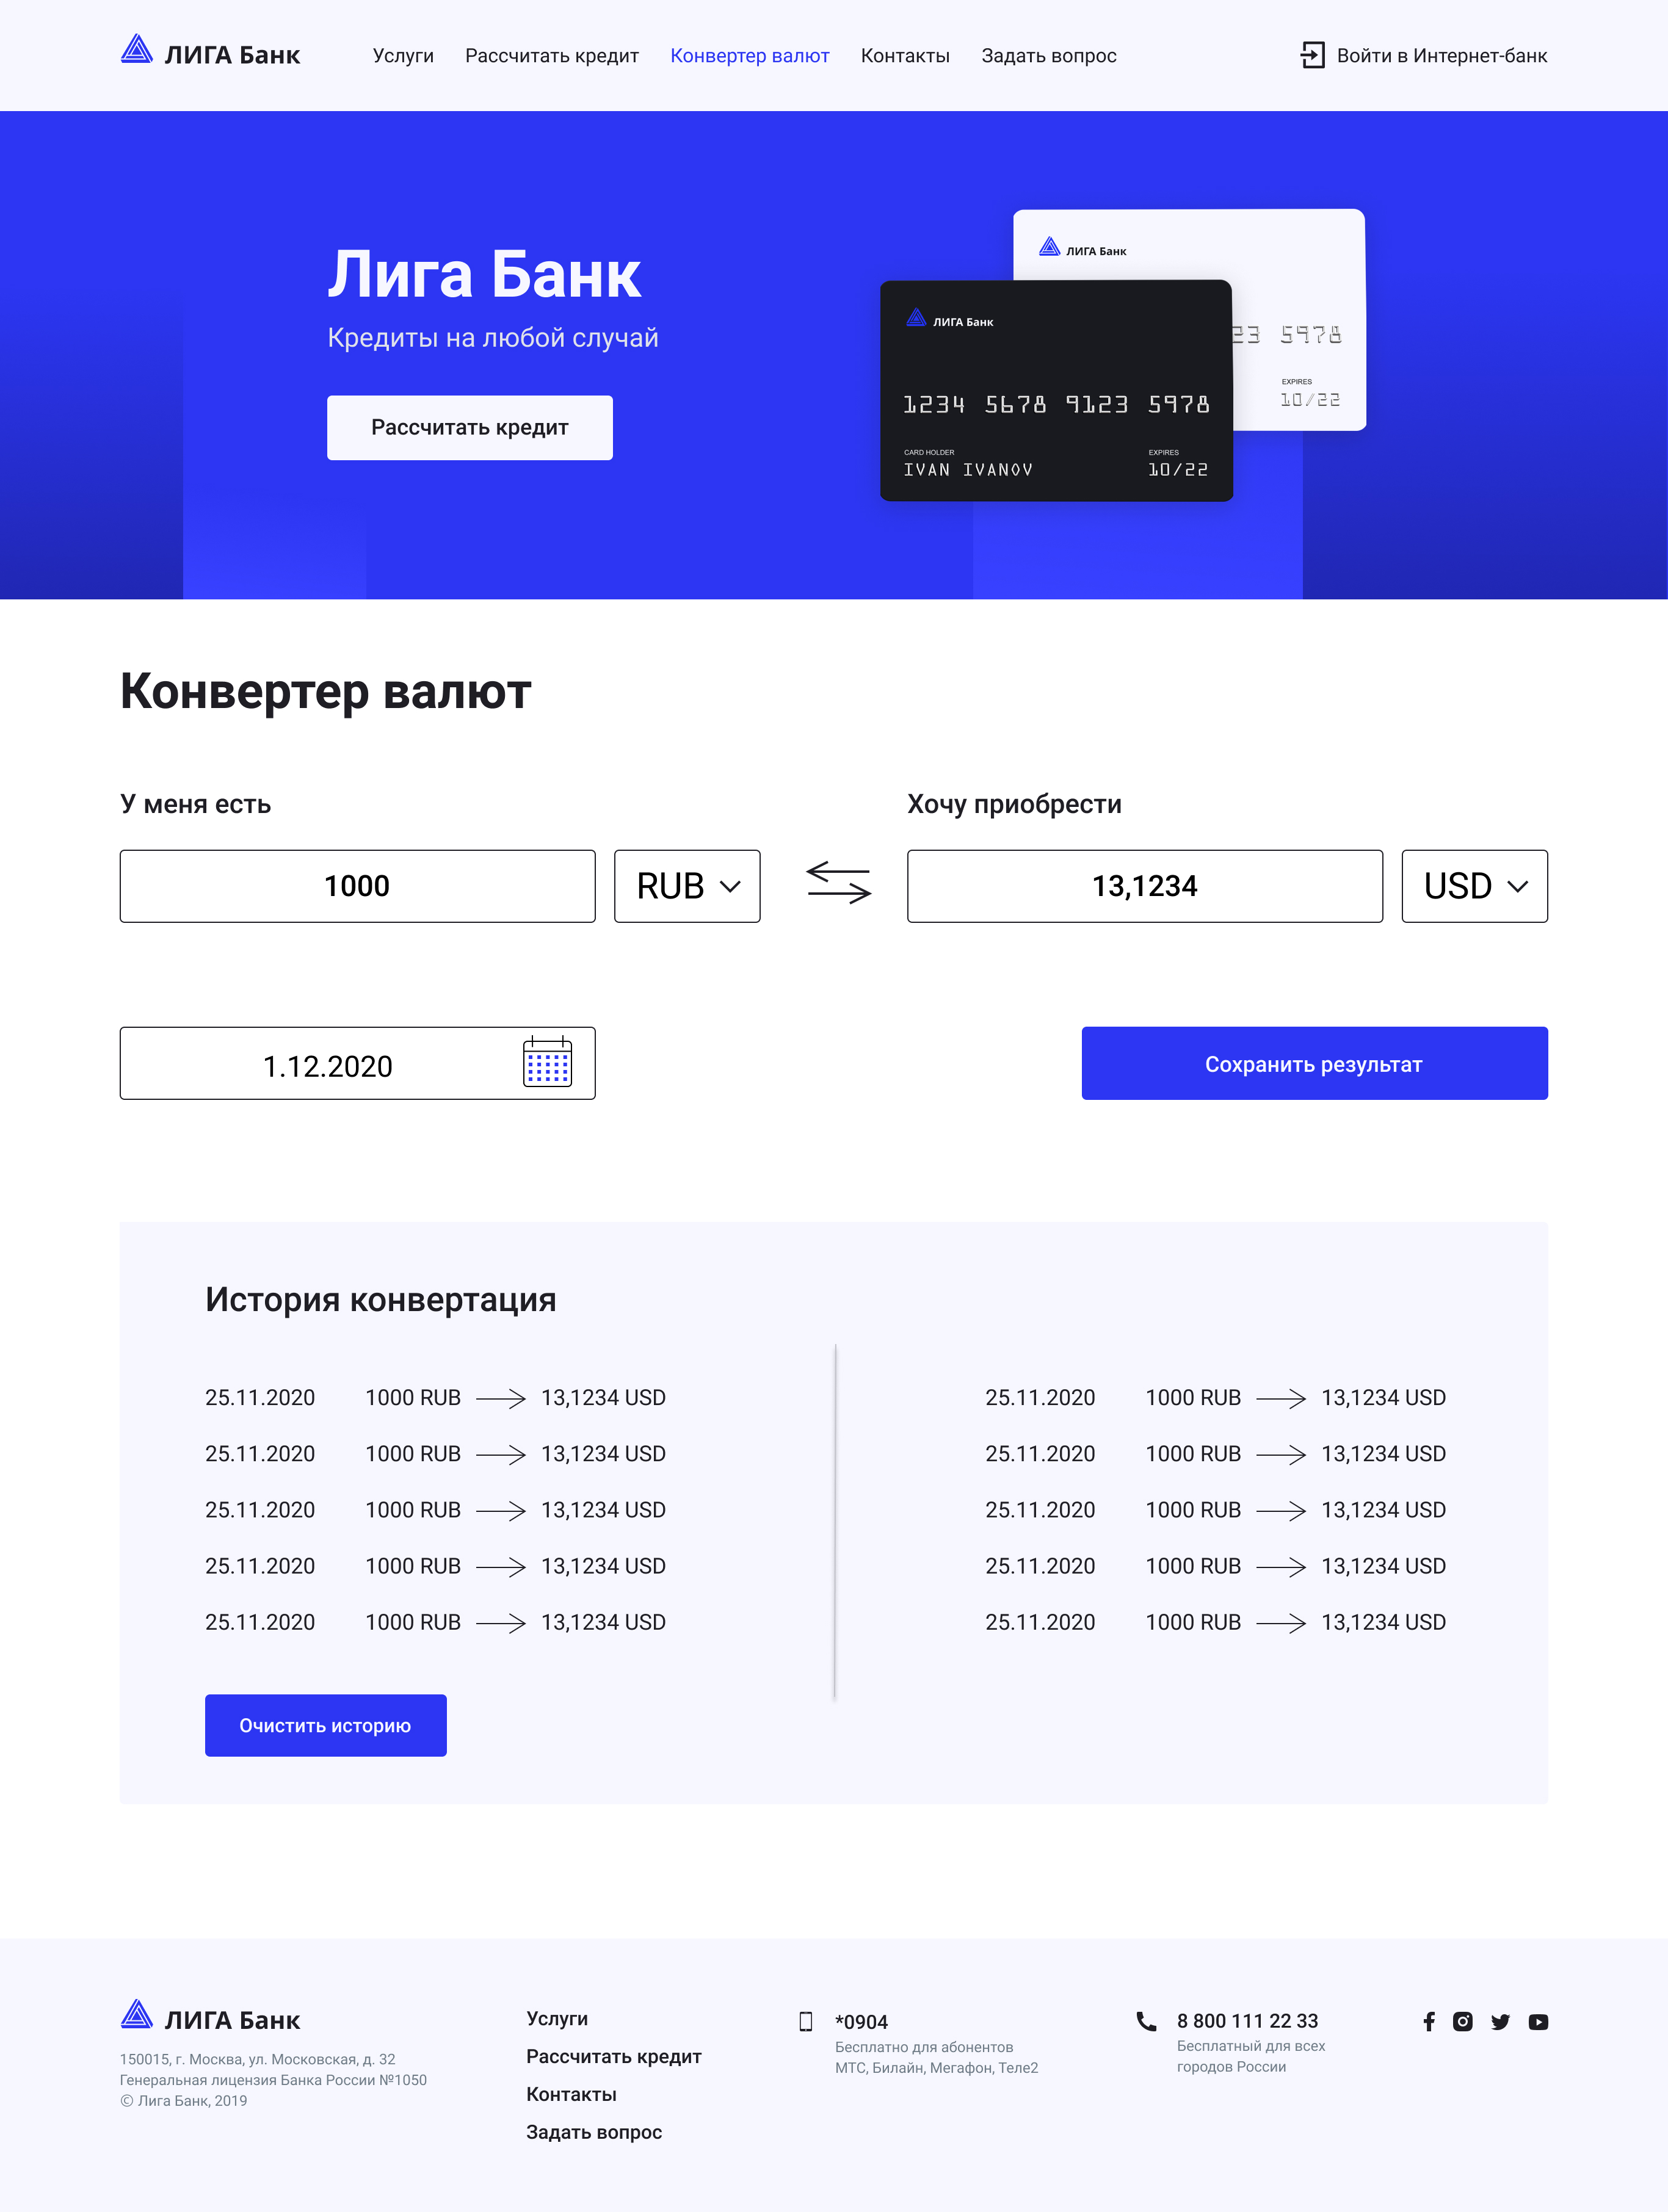 ЛИГА Банк
Услуги
Рассчитать кредит
Конвертер валют
Контакты
Задать вопрос
Войти в Интернет-банк
Лига Банк
Кредиты на любой случай
Рассчитать кредит
ЛИГА Банк
23 5978
EXPIRES
10/22
ЛИГА Банк
1234 5678 9123 5978
CARD HOLDER
IVAN IVANOV
EXPIRES
10/22
Конвертер валют
У меня есть
1000
RUB
Хочу приобрести
13,1234
USD
1.12.2020
Сохранить результат
История конвертация
25.11.2020 1000 RUB 13,1234 USD
25.11.2020 1000 RUB 13,1234 USD
25.11.2020 1000 RUB 13,1234 USD
25.11.2020 1000 RUB 13,1234 USD
25.11.2020 1000 RUB 13,1234 USD
25.11.2020 1000 RUB 13,1234 USD
25.11.2020 1000 RUB 13,1234 USD
25.11.2020 1000 RUB 13,1234 USD
25.11.2020 1000 RUB 13,1234 USD
25.11.2020 1000 RUB 13,1234 USD
Очистить историю
ЛИГА Банк
150015, г. Москва, ул. Московская, д. 32
Генеральная лицензия Банка России №1050
© Лига Банк, 2019
Услуги
Рассчитать кредит
Контакты
Задать вопрос
*0904
Бесплатно для абонентов
МТС, Билайн, Мегафон, Теле2
8 800 111 22 33
Бесплатный для всех
городов России